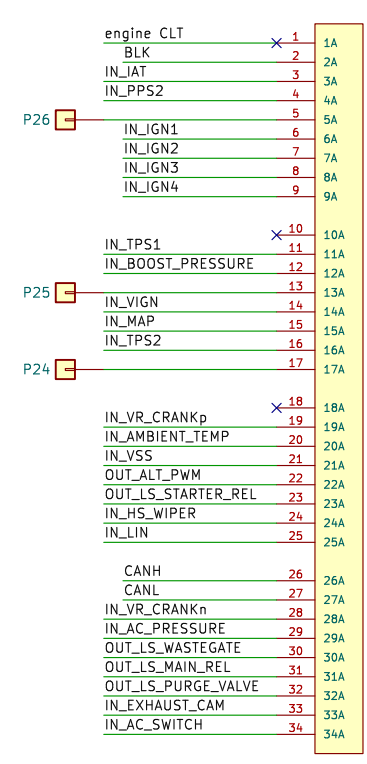 engine CLT 1 1A
BLK 2 2A
IN_IAT 3 3A
IN_PPS2 4 4A
P26 5 5A
IN_IGN1 6 6A
IN_IGN2 7 7A
IN_IGN3 8 8A
IN_IGN4 9 9A
10 10A
IN_TPS1 11 11A
IN_BOOST_PRESSURE 12 12A
P25 13 13A
IN_VIGN 14 14A
IN_MAP 15 15A
IN_TPS2 16 16A
P24 17 17A
18 18A
IN_VR_CRANKp 19 19A
IN_AMBIENT_TEMP 20 20A
IN_VSS 21 21A
OUT_ALT_PWM 22 22A
OUT_LS_STARTER_REL 23 23A
IN_HS_WIPER 24 24A
IN_LIN 25 25A
CANH 26 26A
CANL 27 27A
IN_VR_CRANKn 28 28A
IN_AC_PRESSURE 29 29A
OUT_LS_WASTEGATE 30 30A
OUT_LS_MAIN_REL 31 31A
OUT_LS_PURGE_VALVE 32 32A
IN_EXHAUST_CAM 33 33A
IN_AC_SWITCH 34 34A